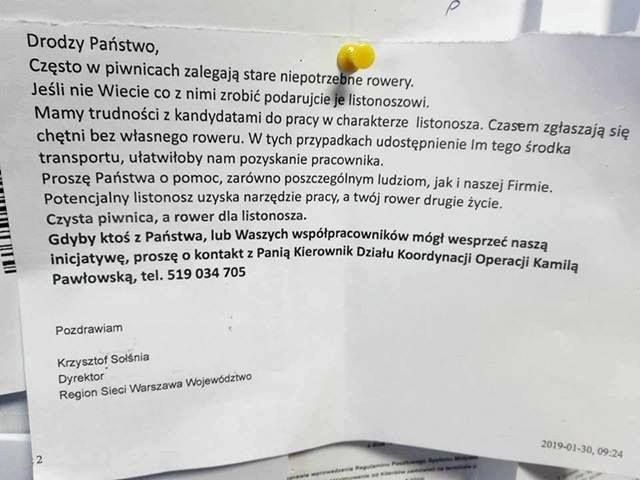 Drodzy Państwo,
Często w piwnicach zalegają stare niepotrzebne rowery.
Jeśli nie Wiecie co z nimi zrobić podarujcie je listonoszowi.
Mamy trudności z kandydatami do pracy w charakterze listonosza. Czasem zgłaszają się
chętni bez własnego roweru. W tych przypadkach udostępnienie Im tego środka
transportu, ułatwiłoby nam pozyskanie pracownika.
Proszę Państwa o pomoc, zarówno poszczególnym ludziom, jak i naszej Firmie.
Potencjalny listonosz uzyska narzędzie pracy, a twój rower drugie życie.
Czysta piwnica, a rower dla listonosza.
Gdyby ktoś z Państwa, lub Waszych współpracowników mógł wesprzeć naszą
inicjatywę, proszę o kontakt z Panią Kierownik Działu Koordynacji Operacji Kamilą
Pawłowską, tel. 519 034 705
Pozdrawiam
Krzysztof Sołśnia
Dyrektor
Region Sieci Warszawa Województwo
2
2019-01-30, 09:24